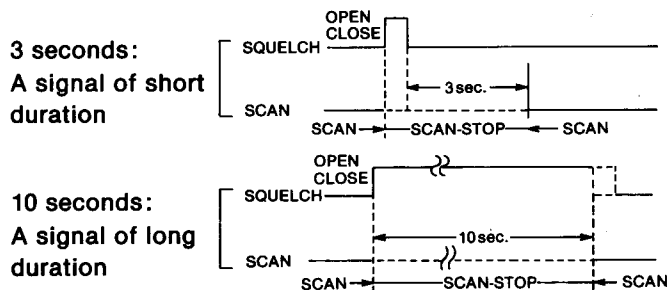 3 seconds:
A signal of short
duration
OPEN
CLOSE
SQUELCH
3 sec.
SCAN
SCAN SCAN-STOP SCAN
10 seconds:
A signal of long
duration
OPEN
CLOSE
SQUELCH
10 sec.
SCAN
SCAN SCAN-STOP SCAN